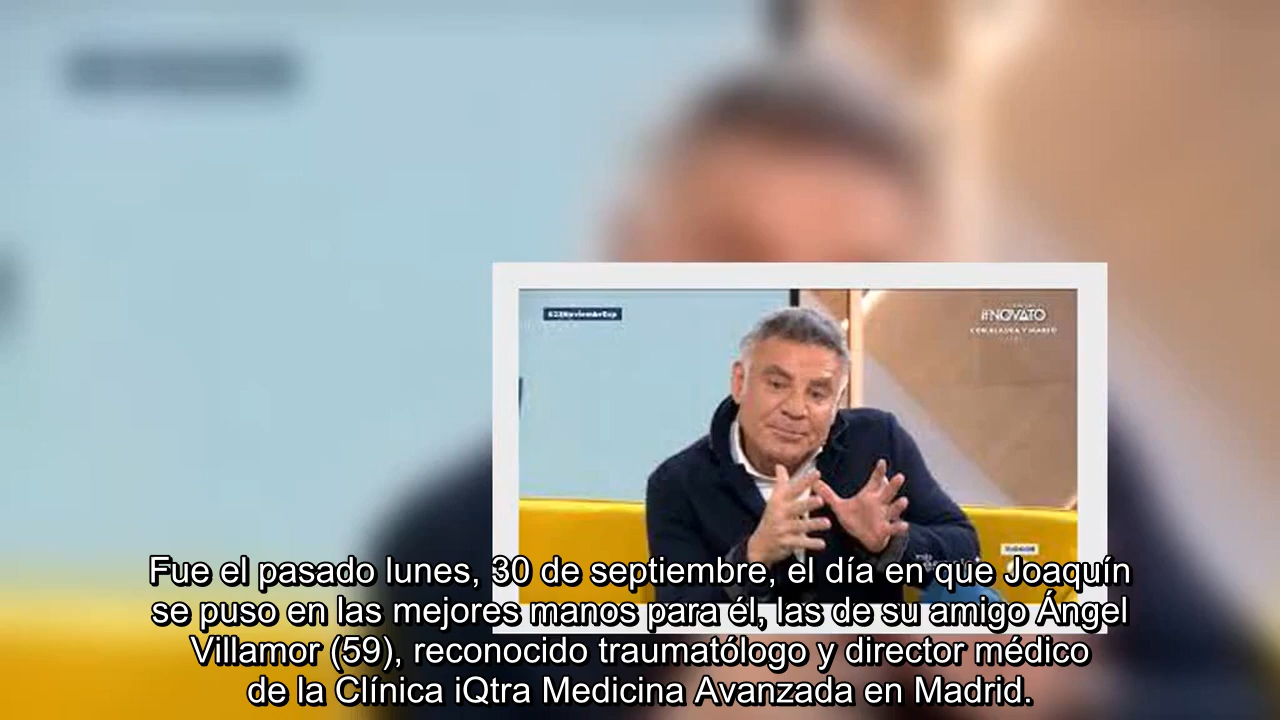 #NOVATO
Fue el pasado lunes, 30 de septiembre, el día en que Joaquín
se puso en las mejores manos para él, las de su amigo Ángel
Villamor (59), reconocido traumatólogo y director médico
de la Clínica iQtra Medicina Avanzada en Madrid.